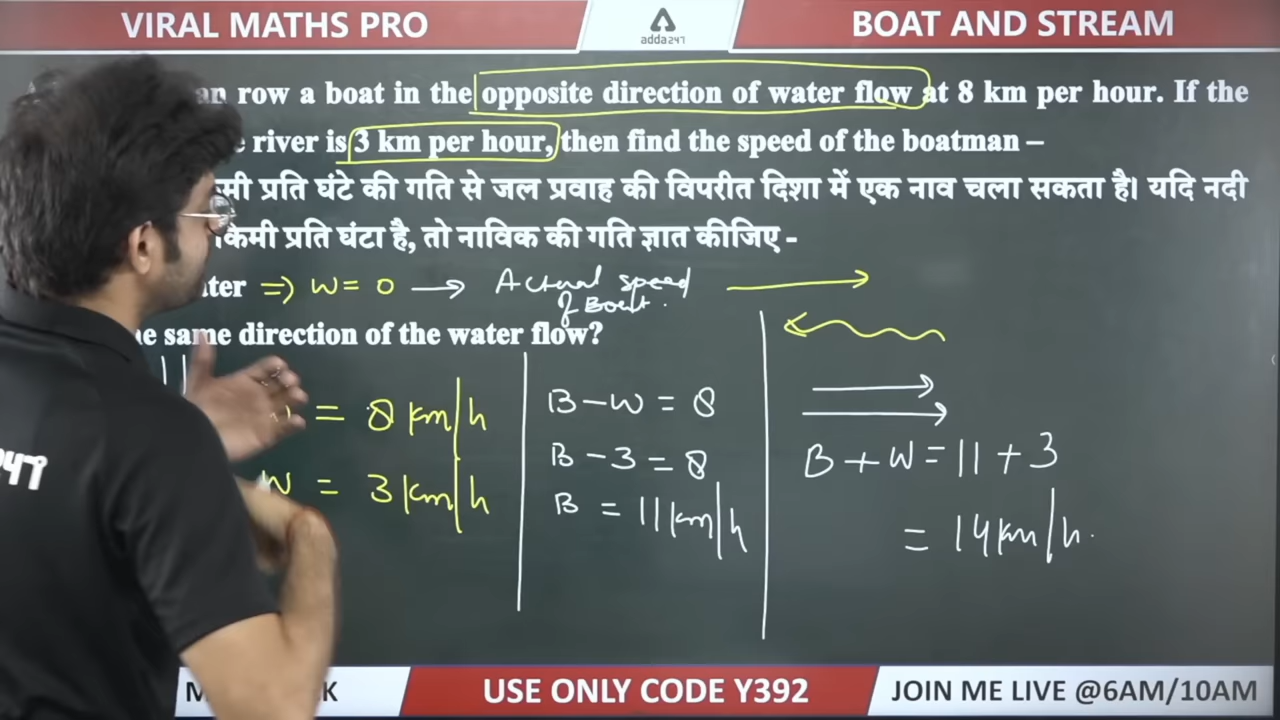 VIRAL MATHS PRO
adda247
BOAT AND STREAM
row a boat in the opposite direction of water flow at 8 km per hour. If the
river is 3 km per hour, then find the speed of the boatman –
प्रति घंटे की गति से जल प्रवाह की विपरीत दिशा में एक नाव चला सकता है। यदि नदी
किमी प्रति घंटा है, तो नाविक की गति ज्ञात कीजिए -
=> W = 0 → Actual speed
of Boat.
same direction of the water flow?
= 8 km/h
W = 3 km/h
B - W = 8
B - 3 = 8
B = 11 km/h
B + W = 11 + 3
= 14 km/h.
47
USE ONLY CODE Y392
JOIN ME LIVE @6AM/10AM